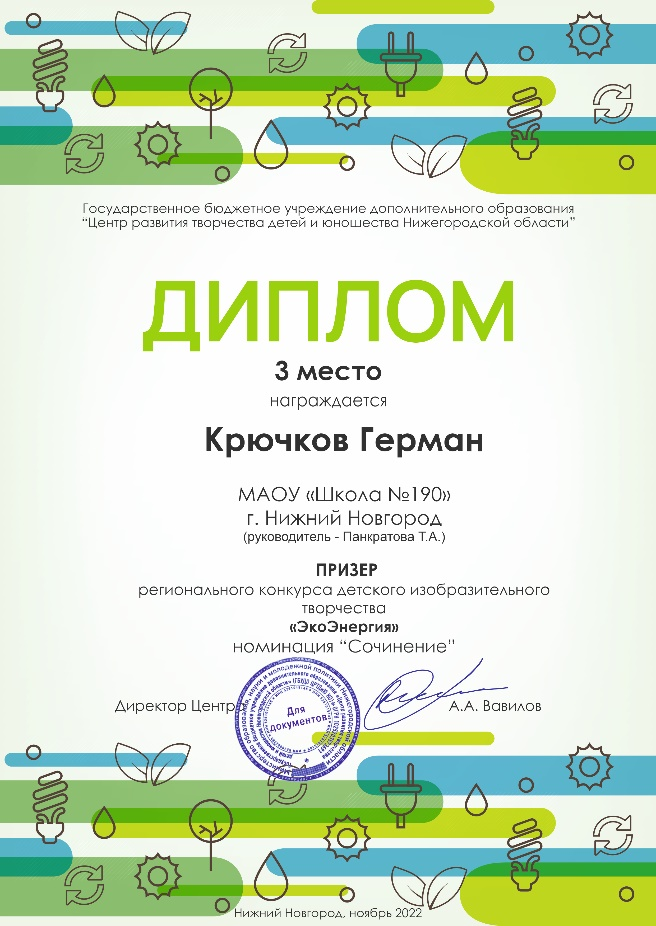 Государственное бюджетное учреждение дополнительного образования
“Центр развития творчества детей и юношества Нижегородской области”
ДИПЛОМ
3 место
награждается
Крючков Герман
МАОУ «Школа №190»
г. Нижний Новгород
(руководитель - Панкратова Т.А.)
ПРИЗЕР
регионального конкурса детского изобразительного
творчества
«ЭкоЭнергия»
номинация “Сочинение”
Директор Центр
А.А. Вавилов
Для
документов
Нижний Новгород, ноябрь 2022